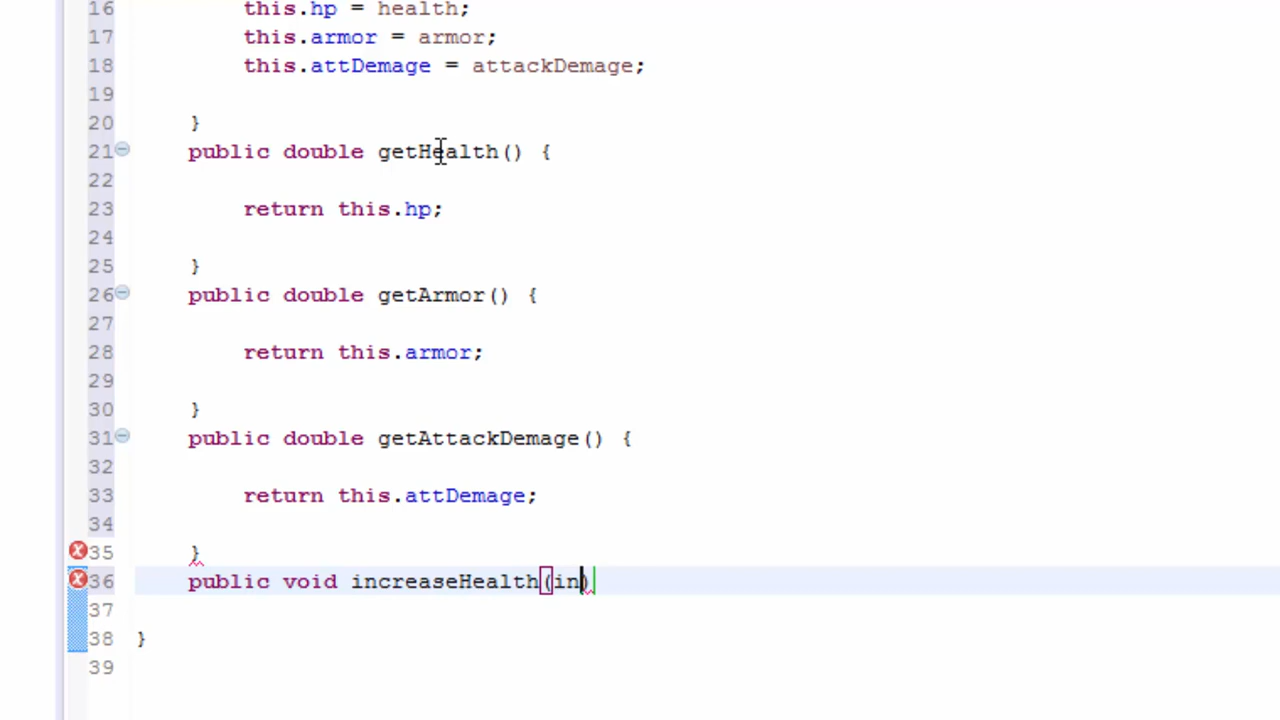 16 this.hp = health;
17 this.armor = armor;
18 this.attDemage = attackDemage;
19
20 }
21 public double getHealth() {
22
23 return this.hp;
24
25 }
26 public double getArmor() {
27
28 return this.armor;
29
30 }
31 public double getAttackDemage() {
32
33 return this.attDemage;
34
35 }
36 public void increaseHealth(in)
37
38 }
39